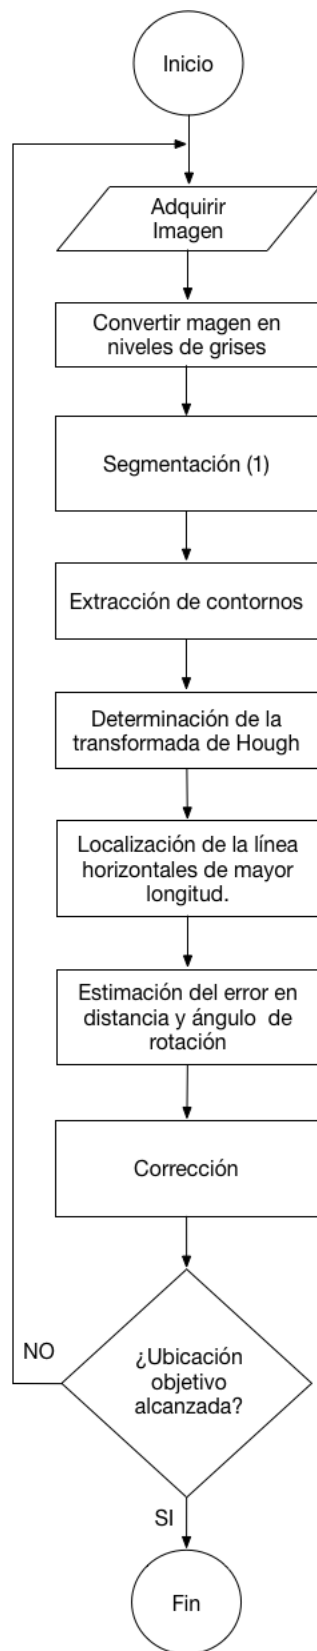 Inicio
Adquirir
Imagen
Convertir magen en
niveles de grises
Segmentación (1)
Extracción de contornos
Determinación de la
transformada de Hough
Localización de la línea
horizontales de mayor
longitud.
Estimación del error en
distancia y ángulo de
rotación
Corrección
¿Ubicación
objetivo
alcanzada?
NO
SI
Fin